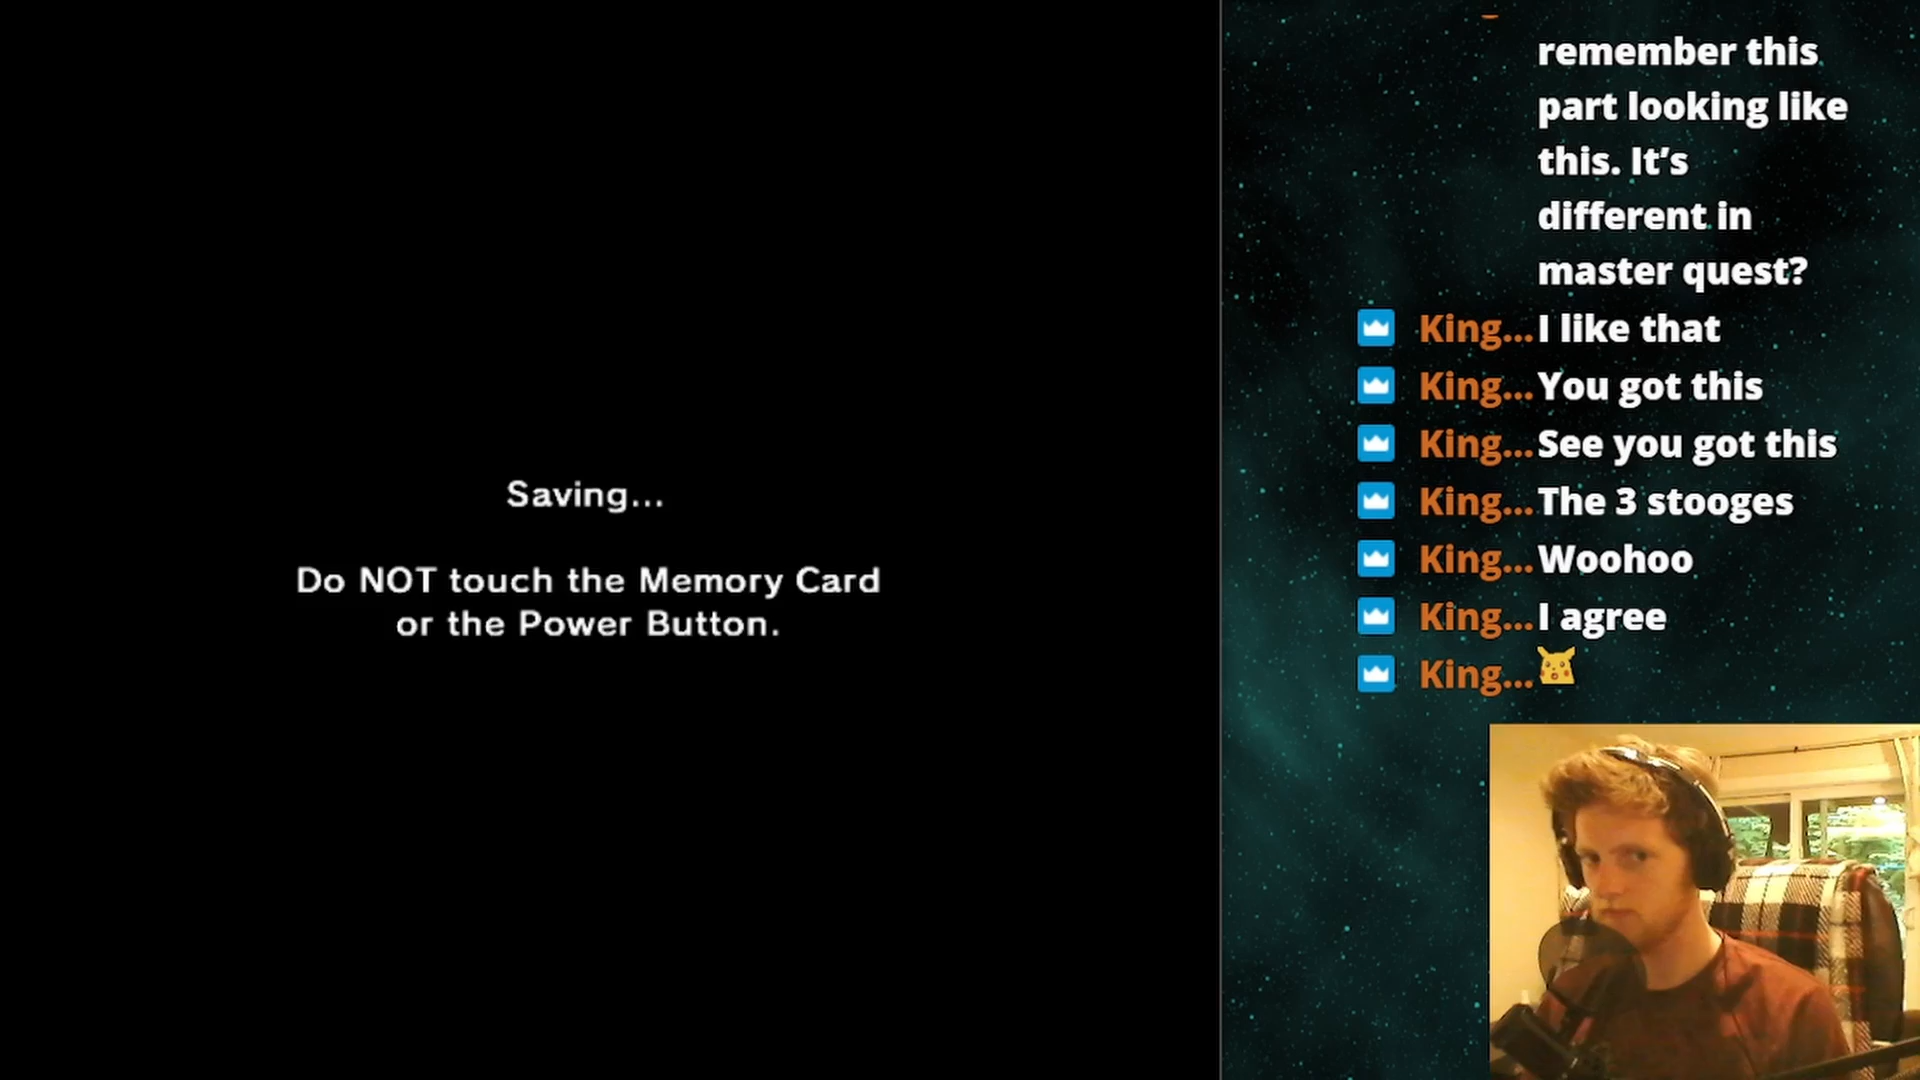 Saving...
Do NOT touch the Memory Card
or the Power Button.
remember this
part looking like
this. It's
different in
master quest?
King... I like that
King... You got this
King... See you got this
King... The 3 stooges
King... Woohoo
King... I agree
King...